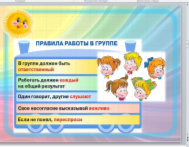 ПРАВИЛА РАБОТЫ В ГРУППЕ
В группе должен быть
ответственный
Работать должен каждый
на общий результат
Один говорит, другие слушают
Свое несогласие высказывай вежливо
Если не понял, переспроси